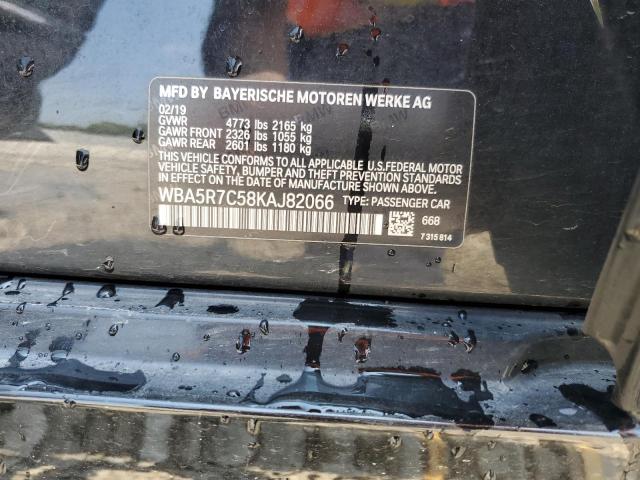 MFD BY BAYERISCHE MOTOREN WERKE AG
02/19
GVWR 4773 lbs 2165 kg
GAWR FRONT 2326 lbs 1055 kg
GAWR REAR 2601 lbs 1180 kg
THIS VEHICLE CONFORMS TO ALL APPLICABLE U.S.FEDERAL MOTOR
VEHICLE SAFETY, BUMPER AND THEFT PREVENTION STANDARDS
IN EFFECT ON THE DATE OF MANUFACTURE SHOWN ABOVE.
WBA5R7C58KAJ82066 TYPE: PASSENGER CAR
668
7 315 814